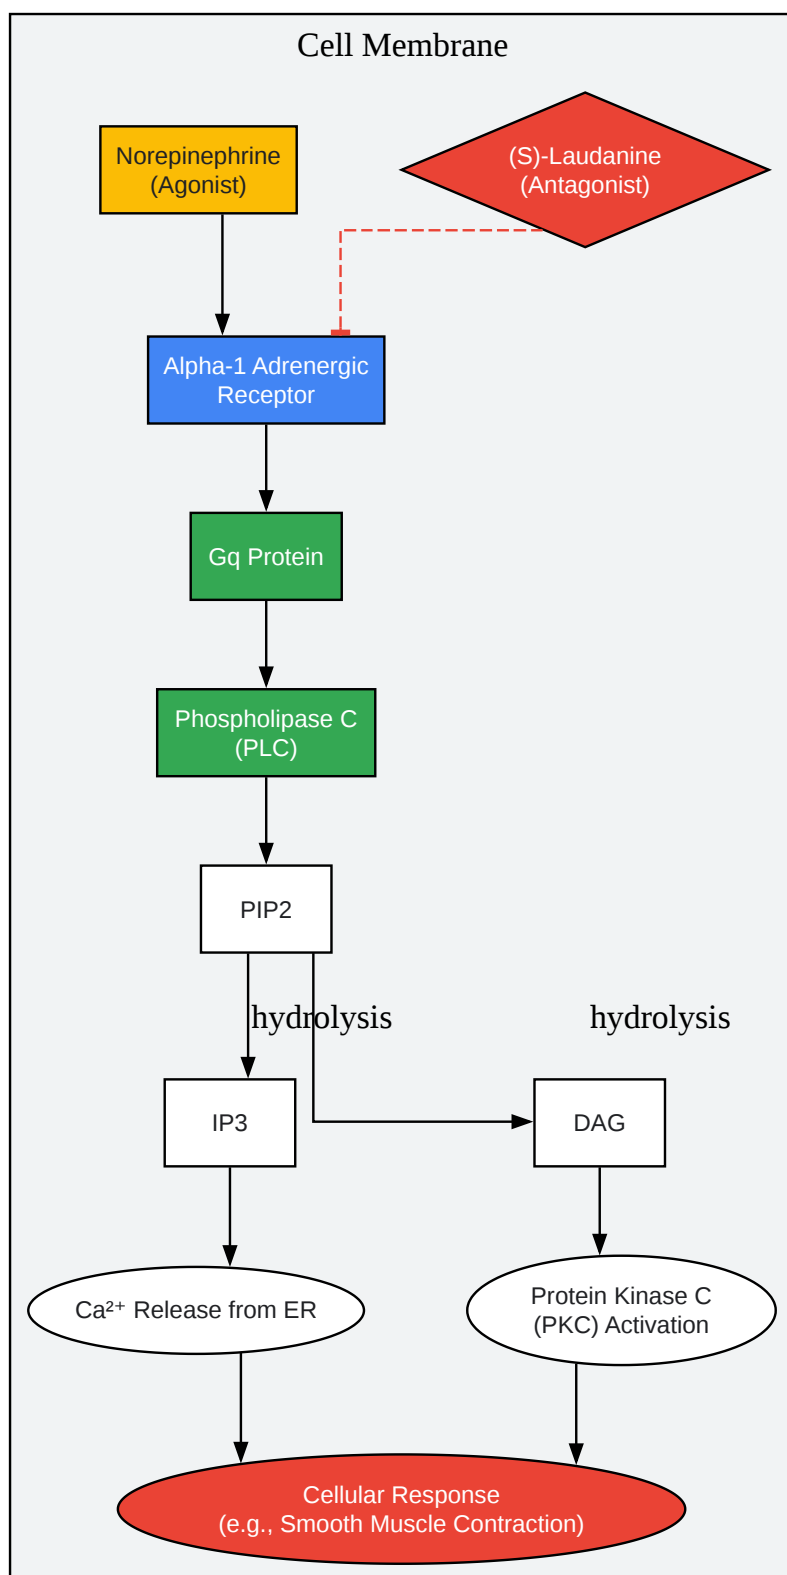 Cell Membrane
Norepinephrine
(Agonist)
(S)-Laudanine
(Antagonist)
Alpha-1 Adrenergic
Receptor
Gq Protein
Phospholipase C
(PLC)
PIP2
hydrolysis
hydrolysis
IP3
DAG
Ca²⁺ Release from ER
Protein Kinase C
(PKC) Activation
Cellular Response
(e.g., Smooth Muscle Contraction)